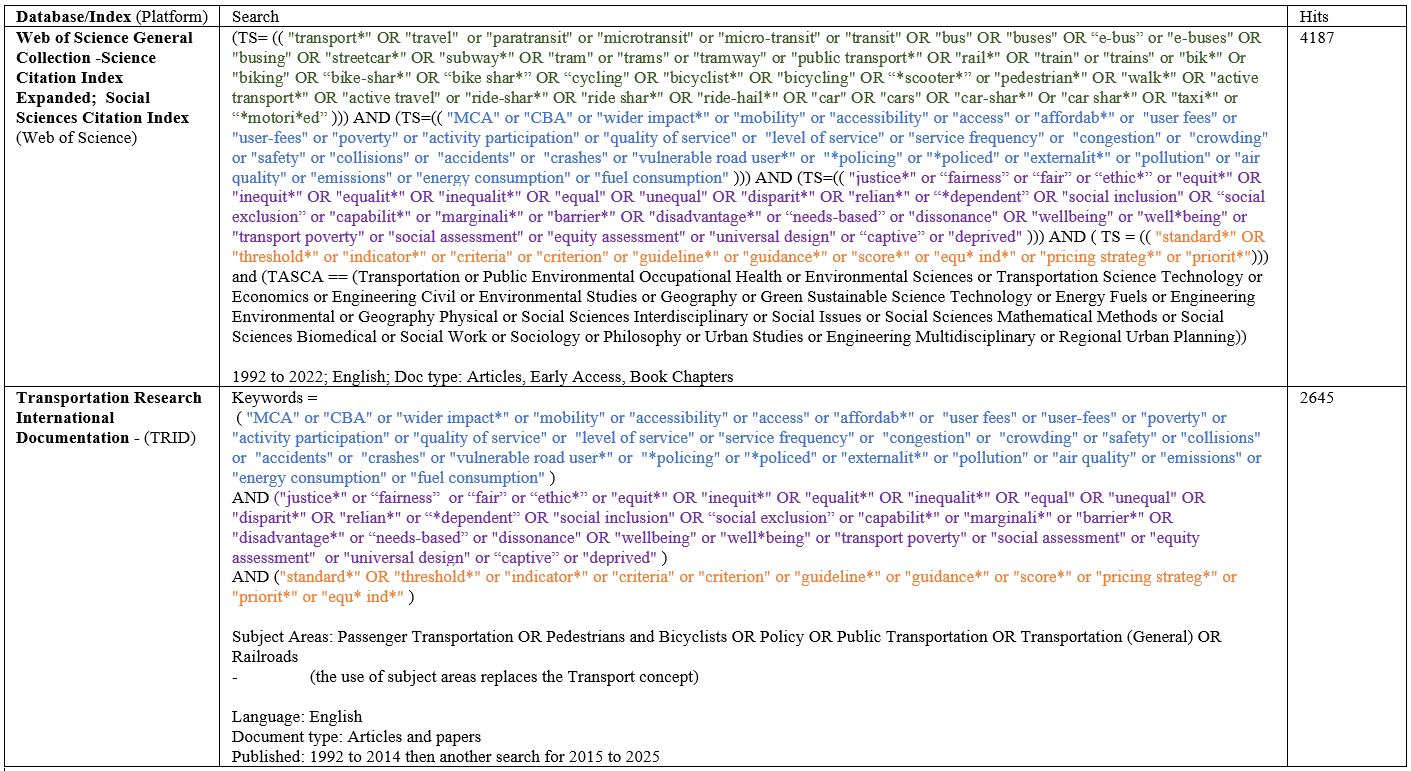 Database/Index (Platform) Search Hits
Web of Science General Collection -Science Citation Index Expanded; Social Sciences Citation Index (Web of Science)
(TS= (( "transport*" OR "travel" or "paratransit" or "microtransit" or "micro-transit" or "transit" OR "bus" OR "buses" OR “e-bus” or "e-buses" OR
"busing" OR "streetcar*" OR "subway*" OR "tram" or "trams" or "tramway" or "public transport*" OR "rail*" OR "train" or "trains" or "bik*" Or
"biking" OR “bike-shar*” OR “bike shar*” OR “cycling" OR "bicyclist*" OR "bicycling" OR “"*scooter*” or "pedestrian*" OR "walk*" OR "active
transport*" OR "active travel" or "ride-shar*" OR "ride shar*" OR "ride-hail*" OR "car" OR "cars" OR "car-shar*" Or "car shar*" OR "taxi*" or
“*motori*ed” ))) AND (TS=(( "MCA" or "CBA" or "wider impact*" or "mobility" or "accessibility" or "access" or "affordab*" or "user fees" or
"user-fees" or "poverty" or "activity participation" or "quality of service" or "level of service" or "service frequency" or "congestion" or "crowding"
or "safety" or "collisions" or "accidents" or "crashes" or "vulnerable road user*" or "*policing" or "*policed" or "externalit*" or "pollution" or "air
quality" or "emissions" or "energy consumption" or "fuel consumption" ))) AND (TS=(( "justice*" or “fairness” or “fair” or “ethic*” or "equit*" OR
"inequit*" OR "equalit*" OR "inequalit*" OR "equal" OR "unequal" OR "disparit*" OR "relian*" or “*dependent” OR "social inclusion" OR “social
exclusion” or "capabilit*" or "marginali*" or "barrier*" OR "disadvantage*" or “needs-based” or "dissonance" OR "wellbeing" or "well*being" or
"transport poverty" or "social assessment" or "equity assessment" or "universal design" or “captive” or "deprived" ))) AND ( TS = (( "standard*" OR
"threshold*" or "indicator*" or "criteria" or "criterion" or "guideline*" or "guidance*" or "score*" or "equ* ind*" or "pricing strateg*" or "priorit*")))
and (TASCA == (Transportation or Public Environmental Occupational Health or Environmental Sciences or Transportation Science Technology or
Economics or Engineering Civil or Environmental Studies or Geography or Green Sustainable Science Technology or Energy Fuels or Engineering
Environmental or Geography Physical or Social Sciences Interdisciplinary or Social Issues or Social Sciences Mathematical Methods or Social
Sciences Biomedical or Social Work or Sociology or Philosophy or Urban Studies or Engineering Multidisciplinary or Regional Urban Planning))
1992 to 2022; English; Doc type: Articles, Early Access, Book Chapters
4187
Transportation Research
International
Documentation - (TRID)
Keywords =
( "MCA" or "CBA" or "wider impact*" or "mobility" or "accessibility" or "access" or "affordab*" or "user fees" or "user-fees" or "poverty" or
"activity participation" or "quality of service" or "level of service" or "service frequency" or "congestion" or "crowding" or "safety" or "collisions"
or "accidents" or "crashes" or "vulnerable road user*" or "*policing" or "*policed" or "externalit*" or "pollution" or "air quality" or "emissions" or
"energy consumption" or "fuel consumption" )
AND ("justice*" or “fairness” or “fair” or “ethic*” or "equit*" OR "inequit*" OR "equalit*" OR "inequalit*" OR "equal" OR "unequal" OR
"disparit*" OR "relian*" or “*dependent” OR "social inclusion" OR “social exclusion” or "capabilit*" or "marginali*" or "barrier*" OR
"disadvantage*" or “needs-based” or "dissonance" OR "wellbeing" or "well*being" or "transport poverty" or "social assessment" or "equity
assessment" or "universal design" or “captive” or "deprived" )
AND ("standard*" OR "threshold*" or "indicator*" or "criteria" or "criterion" or "guideline*" or "guidance*" or "score*" or "pricing strateg*" or
"priorit*" or "equ* ind*" )
Subject Areas: Passenger Transportation OR Pedestrians and Bicyclists OR Policy OR Public Transportation OR Transportation (General) OR
Railroads
- (the use of subject areas replaces the Transport concept)
Language: English
Document type: Articles and papers
Published: 1992 to 2014 then another search for 2015 to 2025
2645